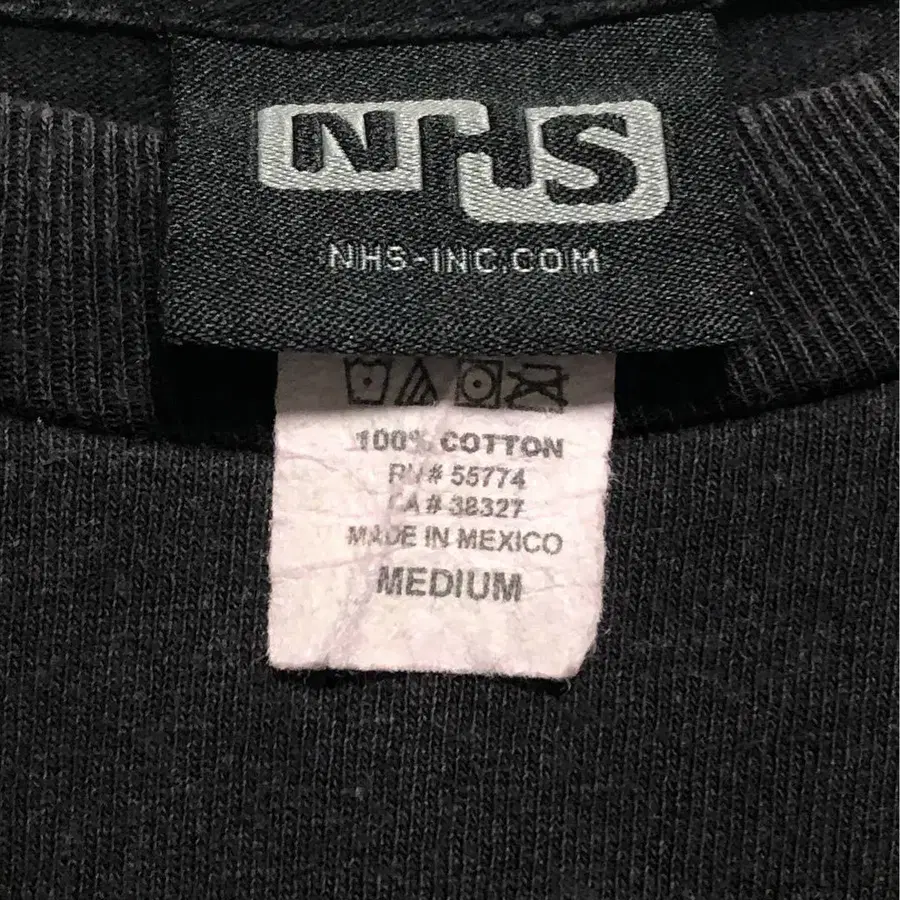 NHS
NHS-INC.COM
100% COTTON
RN# 55774
CA# 38327
MADE IN MEXICO
MEDIUM